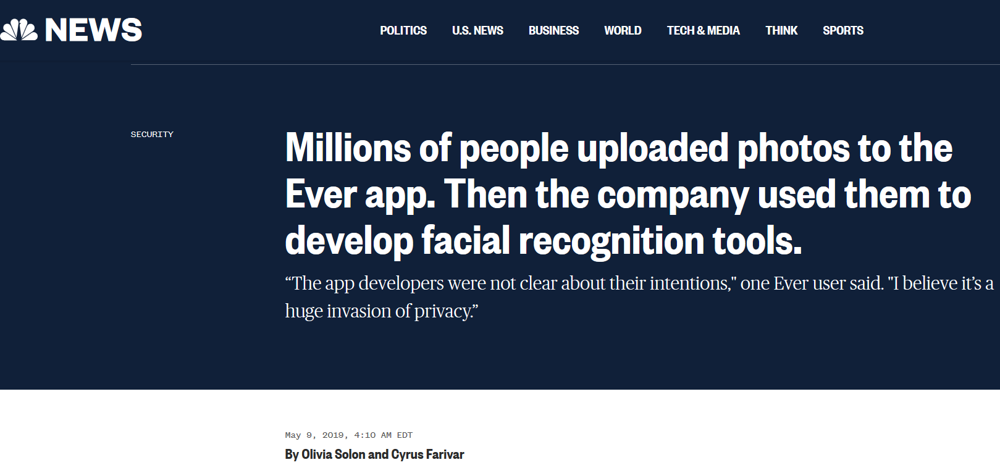 NEWS
POLITICS U.S. NEWS BUSINESS WORLD TECH & MEDIA THINK SPORTS
SECURITY
Millions of people uploaded photos to the
Ever app. Then the company used them to
develop facial recognition tools.
“The app developers were not clear about their intentions," one Ever user said. "I believe it’s a
huge invasion of privacy.”
May 9, 2019, 4:10 AM EDT
By Olivia Solon and Cyrus Farivar